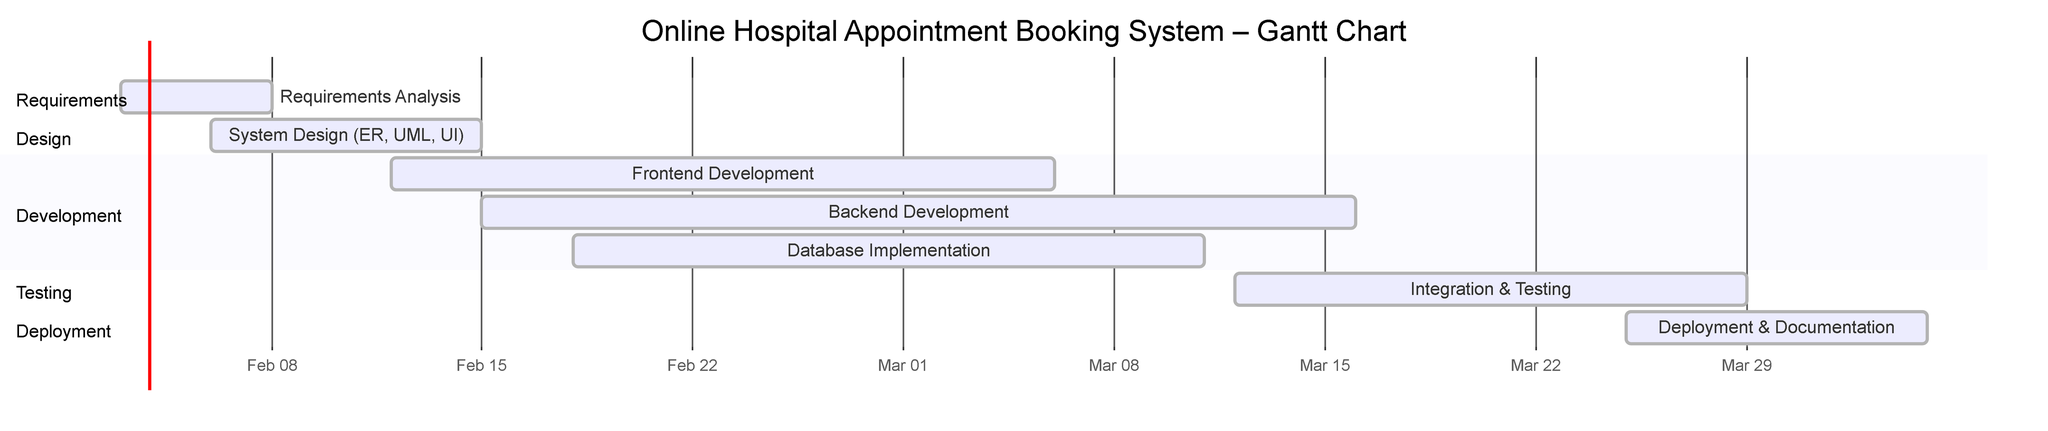 Online Hospital Appointment Booking System – Gantt Chart
Requirements
Requirements Analysis
Design
System Design (ER, UML, UI)
Frontend Development
Development
Backend Development
Database Implementation
Testing
Integration & Testing
Deployment
Deployment & Documentation
Feb 08
Feb 15
Feb 22
Mar 01
Mar 08
Mar 15
Mar 22
Mar 29